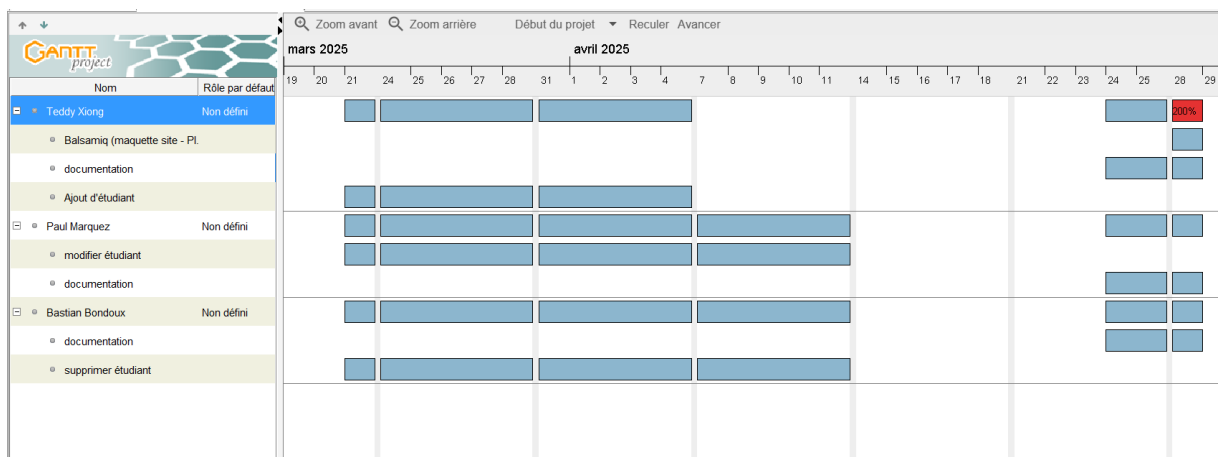 Zoom avant Zoom arrière Début du projet Reculer Avancer
GANTT project
mars 2025 avril 2025
19 20 21 24 25 26 27 28 31 1 2 3 4 7 8 9 10 11 14 15 16 17 18 21 22 23 24 25 28 29
Nom Rôle par défaut
Teddy Xiong Non défini 200%
Balsamiq (maquette site - Pl.
documentation
Ajout d'étudiant
Paul Marquez Non défini
modifier étudiant
documentation
Bastian Bondoux Non défini
documentation
supprimer étudiant